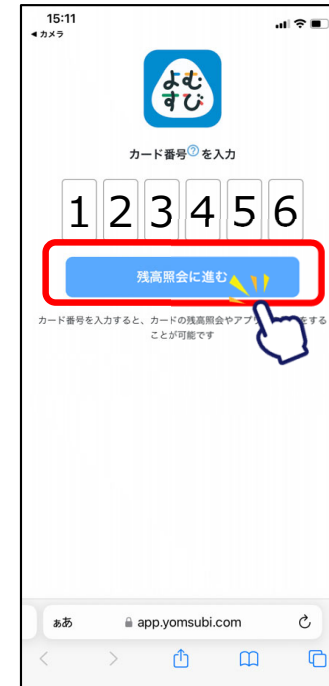 15:11
◀ カメラ
よむ
すび
カード番号?を入力
1 2 3 4 5 6
残高照会に進む
カード番号を入力すると、カードの残高照会やアプ をする
ことが可能です
ぁあ app.yomsubi.com